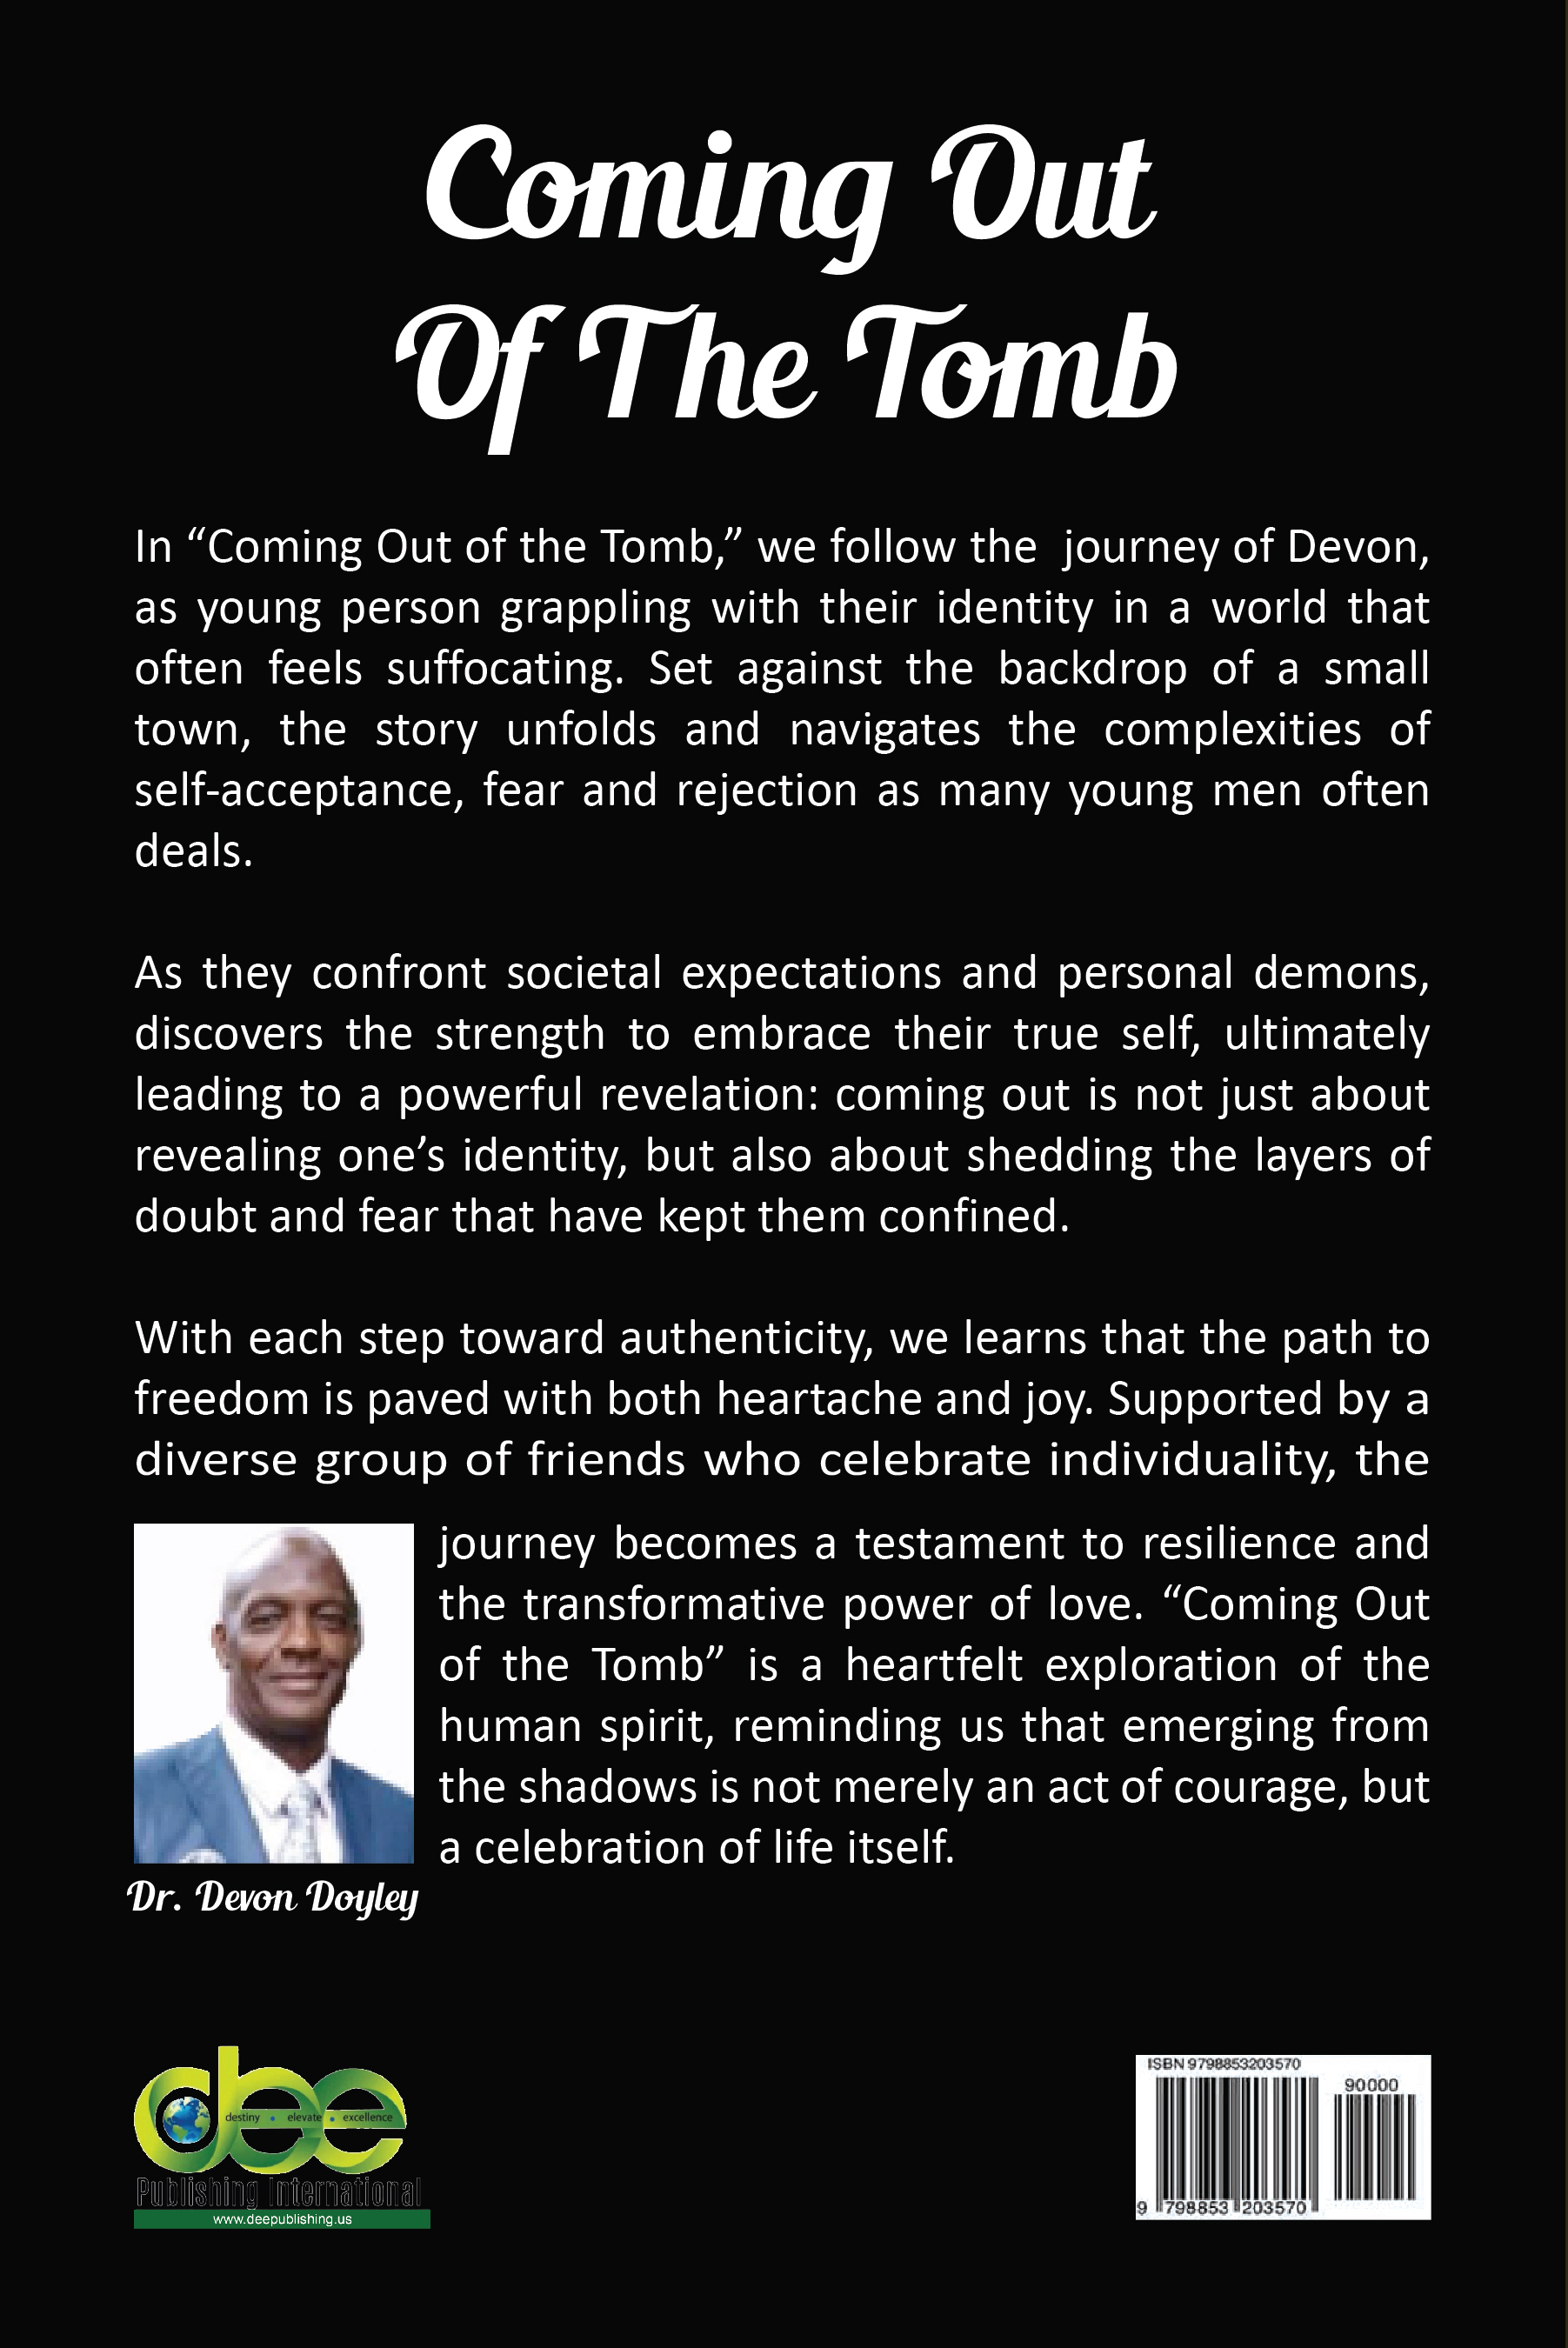 Coming Out
Of The Tomb
In “Coming Out of the Tomb,” we follow the  journey of Devon,
as young person grappling with their identity in a world that
often feels suffocating. Set against the backdrop of a small
town, the story unfolds and navigates the complexities of
self-acceptance, fear and rejection as many young men often
deals.
As they confront societal expectations and personal demons,
discovers the strength to embrace their true self, ultimately
leading to a powerful revelation: coming out is not just about
revealing one’s identity, but also about shedding the layers of
doubt and fear that have kept them confined.
With each step toward authenticity, we learns that the path to
freedom is paved with both heartache and joy. Supported by a
diverse group of friends who celebrate individuality, the
journey becomes a testament to resilience and
the transformative power of love. “Coming Out
of the Tomb” is a heartfelt exploration of the
human spirit, reminding us that emerging from
the shadows is not merely an act of courage, but
a celebration of life itself.
Dr. Devon Doyley
dee
destiny • elevate • excellence
Publishing International
www.deepublishing.us
ISBN 9798853203570
90000
9 798853 203570